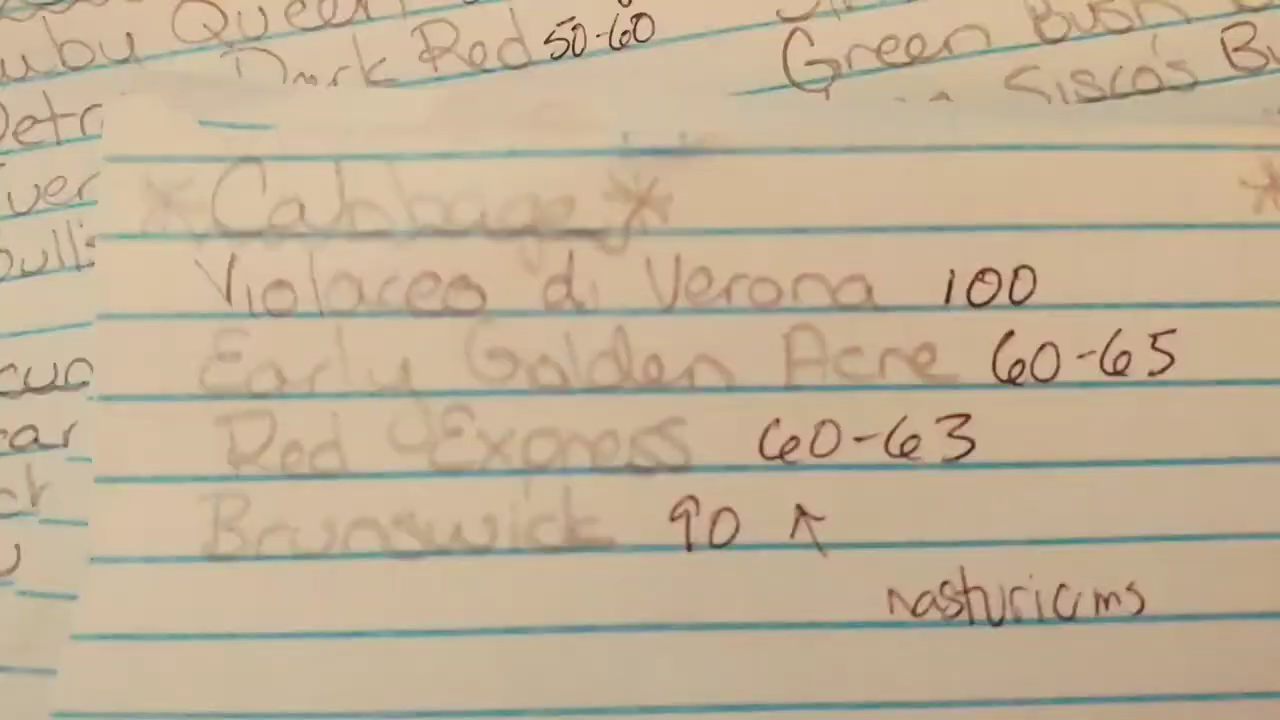 Queen
Dark Red 50-60
Green Bush
Sisco's
*Cabbage*
Violaceo di Verona 100
Early Golden Acre 60-65
Red Express 60-63
Brunswick 90 ↑
nasturiums